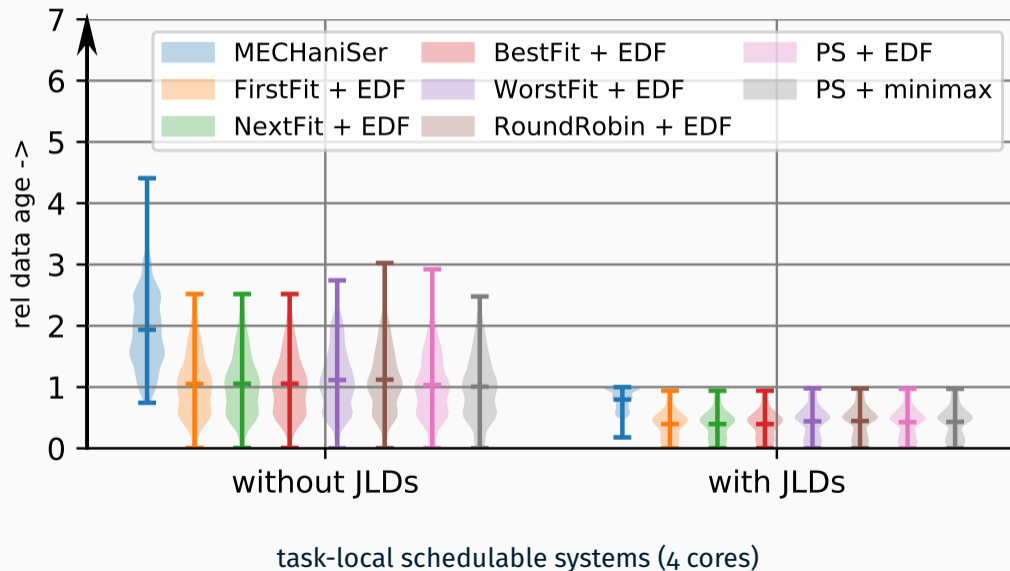 7
6
5
4
3
2
1
0
rel data age ->
MECHaniSer
FirstFit + EDF
NextFit + EDF
BestFit + EDF
WorstFit + EDF
RoundRobin + EDF
PS + EDF
PS + minimax
without JLDs
with JLDs
task-local schedulable systems (4 cores)